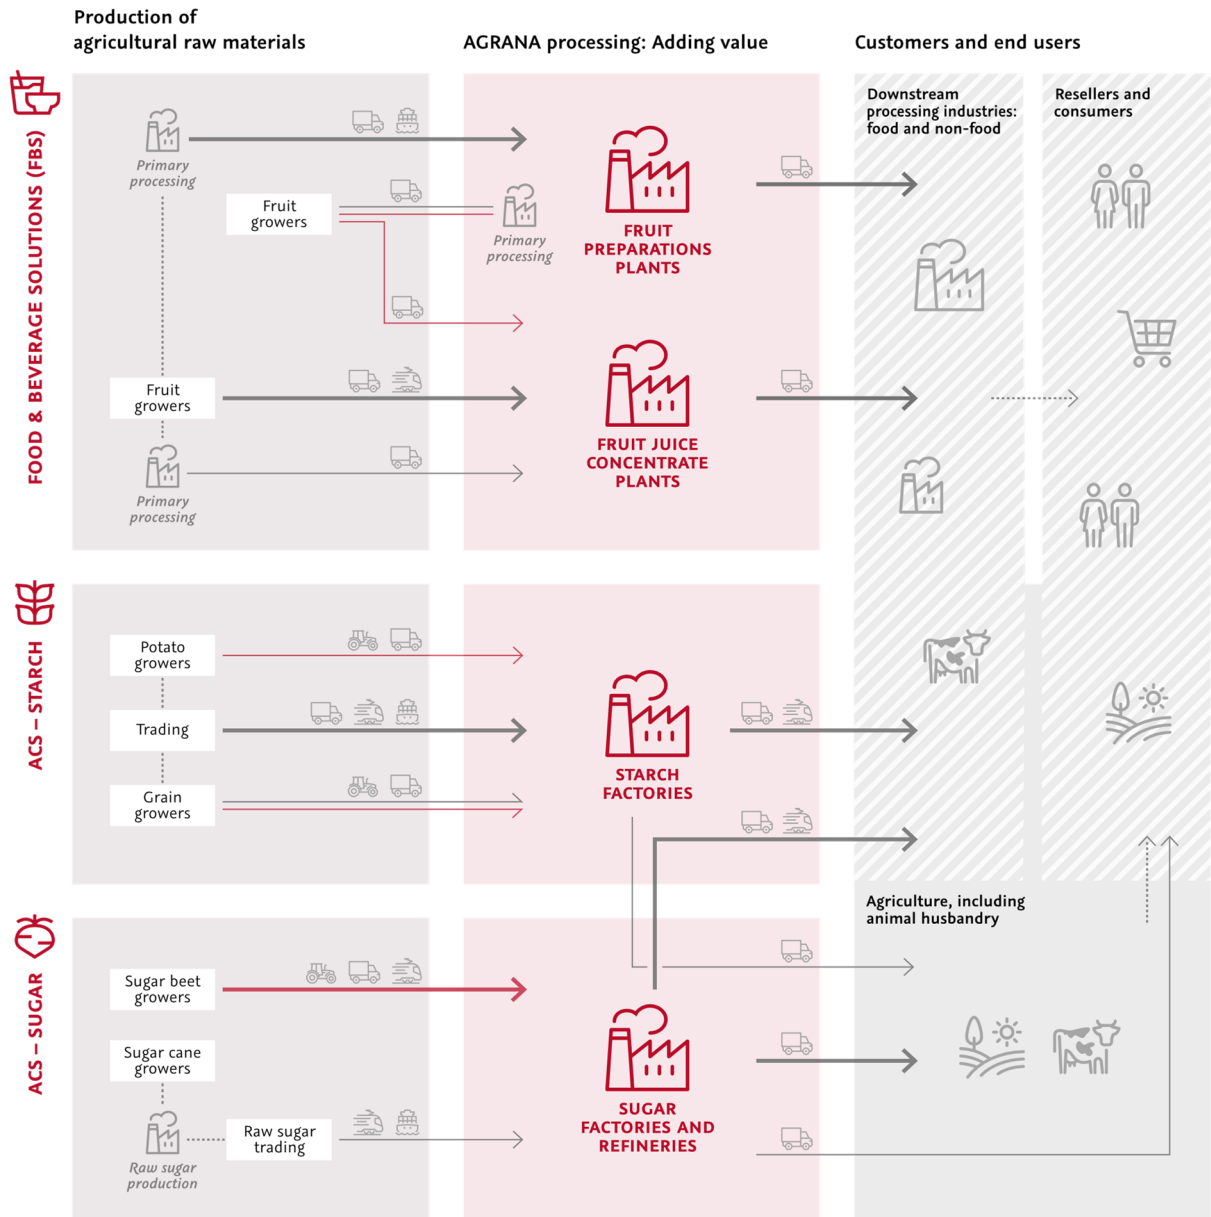 Production of
agricultural raw materials
AGRANA processing: Adding value
Customers and end users
FOOD & BEVERAGE SOLUTIONS (FBS)
Primary
processing
Fruit
growers
Primary
processing
FRUIT
PREPARATIONS
PLANTS
Fruit
growers
Primary
processing
FRUIT JUICE
CONCENTRATE
PLANTS
Downstream
processing industries:
food and non-food
Resellers and
consumers
ACS – STARCH
Potato
growers
Trading
Grain
growers
STARCH
FACTORIES
Agriculture, including
animal husbandry
ACS – SUGAR
Sugar beet
growers
Sugar cane
growers
Raw sugar
production
Raw sugar
trading
SUGAR
FACTORIES AND
REFINERIES